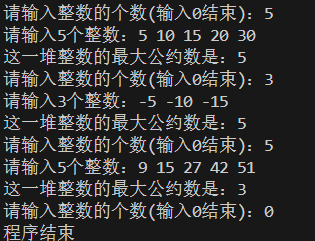 请输入整数的个数(输入0结束)：5
请输入5个整数：5 10 15 20 30
这一堆整数的最大公约数是：5
请输入整数的个数(输入0结束)：3
请输入3个整数：-5 -10 -15
这一堆整数的最大公约数是：5
请输入整数的个数(输入0结束)：5
请输入5个整数：9 15 27 42 51
这一堆整数的最大公约数是：3
请输入整数的个数(输入0结束)：0
程序结束